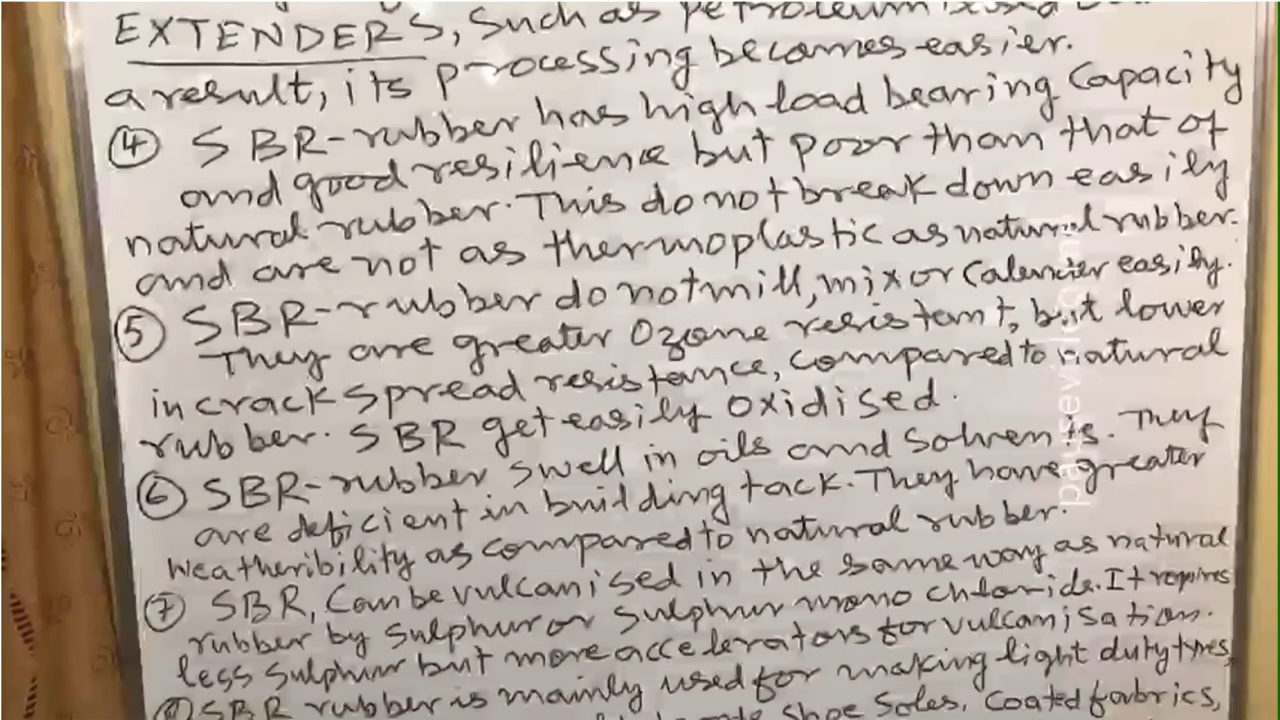 EXTENDERS, Such as petroleum
a result, its processing becomes easier.
④ SBR-rubber has high load bearing Capacity
and good resilience but poor than that of
natural rubber. This do not break down easily
and are not as thermoplastic as natural rubber.
⑤ SBR-rubber do not mill, mix or Calender easily.
They are greater Ozone resistant, but lower
in crack spread resistance, compared to natural
rubber. SBR get easily oxidised.
⑥ SBR-rubber swell in oils and solvents. They
are deficient in building tack. They have greater
weatheribility as compared to natural rubber.
⑦ SBR, Can be vulcanised in the same way as natural
rubber by sulphur or sulphur mono chloride. It requires
less sulphur but more accelerators for vulcanisation.
⑧ SBR rubber is mainly used for making light duty tyres,
shoe soles, coated fabrics,